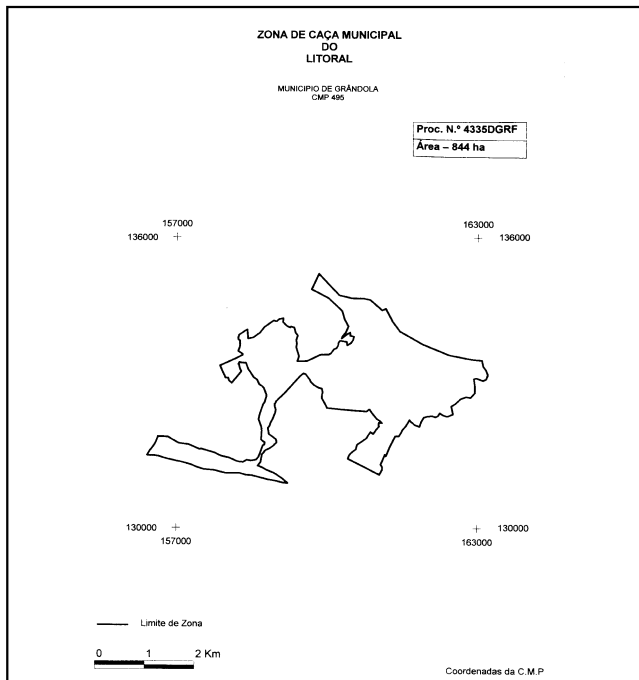 ZONA DE CAÇA MUNICIPAL
DO
LITORAL
MUNICIPIO DE GRÂNDOLA
CMP 495
Proc. N.º 4335DGRF
Área – 844 ha
157000
136000
163000
136000
130000
157000
130000
163000
Limite de Zona
0 1 2 Km
Coordenadas da C.M.P